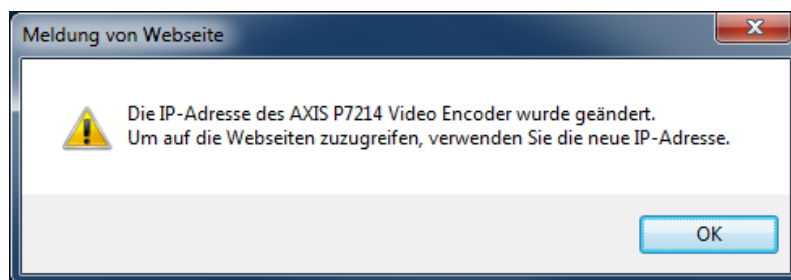 Meldung von Webseite
Die IP-Adresse des AXIS P7214 Video Encoder wurde geändert.
Um auf die Webseiten zuzugreifen, verwenden Sie die neue IP-Adresse.
OK